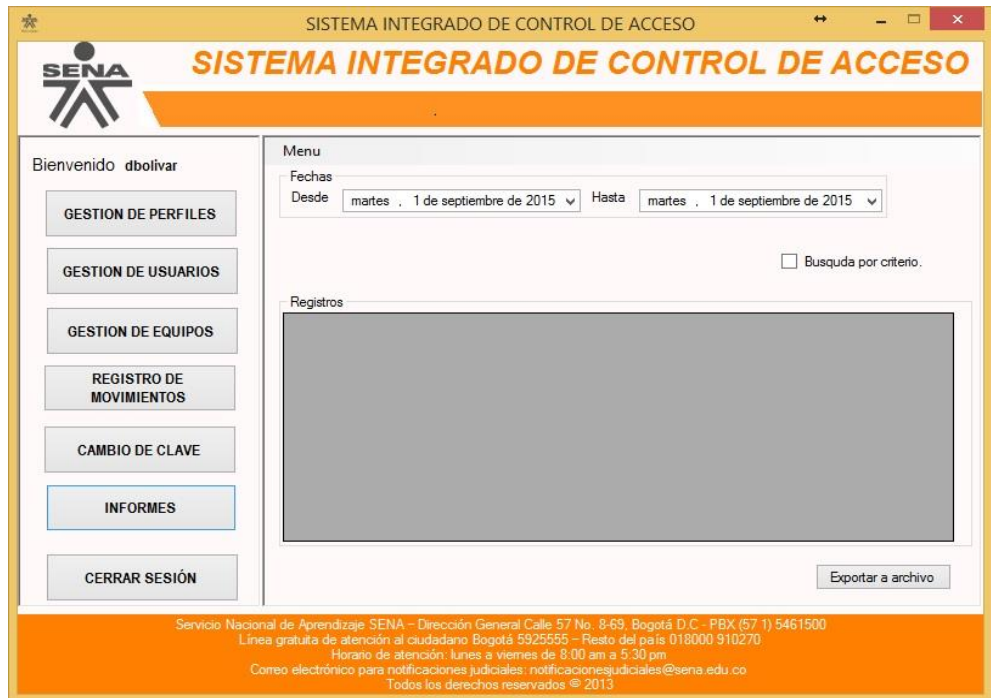 SISTEMA INTEGRADO DE CONTROL DE ACCESO
SENA
SISTEMA INTEGRADO DE CONTROL DE ACCESO
Bienvenido dbolivar
GESTION DE PERFILES
GESTION DE USUARIOS
GESTION DE EQUIPOS
REGISTRO DE
MOVIMIENTOS
CAMBIO DE CLAVE
INFORMES
CERRAR SESIÓN
Menu
Fechas
Desde martes , 1 de septiembre de 2015 Hasta martes , 1 de septiembre de 2015
Busquda por criterio.
Registros
Exportar a archivo
Servicio Nacional de Aprendizaje SENA – Dirección General Calle 57 No. 8-69, Bogotá D.C - PBX (57 1) 5461500
Línea gratuita de atención al ciudadano Bogotá 5925555 – Resto del país 018000 910270
Horario de atención: lunes a viernes de 8:00 am a 5:30 pm
Correo electrónico para notificaciones judiciales: notificacionesjudiciales@sena.edu.co
Todos los derechos reservados © 2013